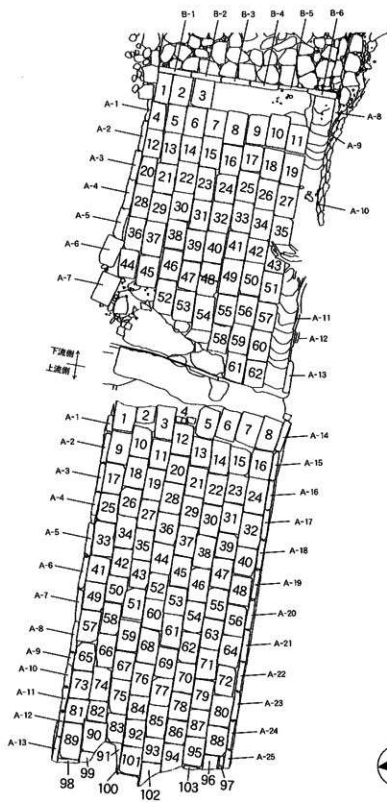 B-1 B-2 B-3 B-4 B-5 B-6
A-1 1 2 3 A-8
A-2 4 5 6 7 8 9 10 11 A-9
A-3 12 13 14 15 16 17 18 19
A-4 20 21 22 23 24 25 26 27 A-10
A-5 28 29 30 31 32 33 34 35
A-6 36 37 38 39 40 41 42 43
A-7 44 45 46 47 48 49 50 51
52 53 54 55 56 57 A-11
58 59 60 A-12
61 62 A-13
下流側
上流側
A-1 1 2 3 4 5 6 7 8 A-14
A-2 9 10 11 12 13 14 15 16 A-15
A-3 17 18 19 20 21 22 23 24 A-16
A-4 25 26 27 28 29 30 31 32 A-17
A-5 33 34 35 36 37 38 39 40 A-18
A-6 41 42 43 44 45 46 47 48 A-19
A-7 49 50 51 52 53 54 55 56 A-20
A-8 57 58 59 60 61 62 63 64 A-21
A-9 65 66 67 68 69 70 71 72 A-22
A-10 73 74 75 76 77 78 79 80 A-23
A-11 81 82 83 84 85 86 87 88 A-24
A-12 89 90 91 92 93 94 95 96 97 A-25
A-13 98 99 100 101 102 103